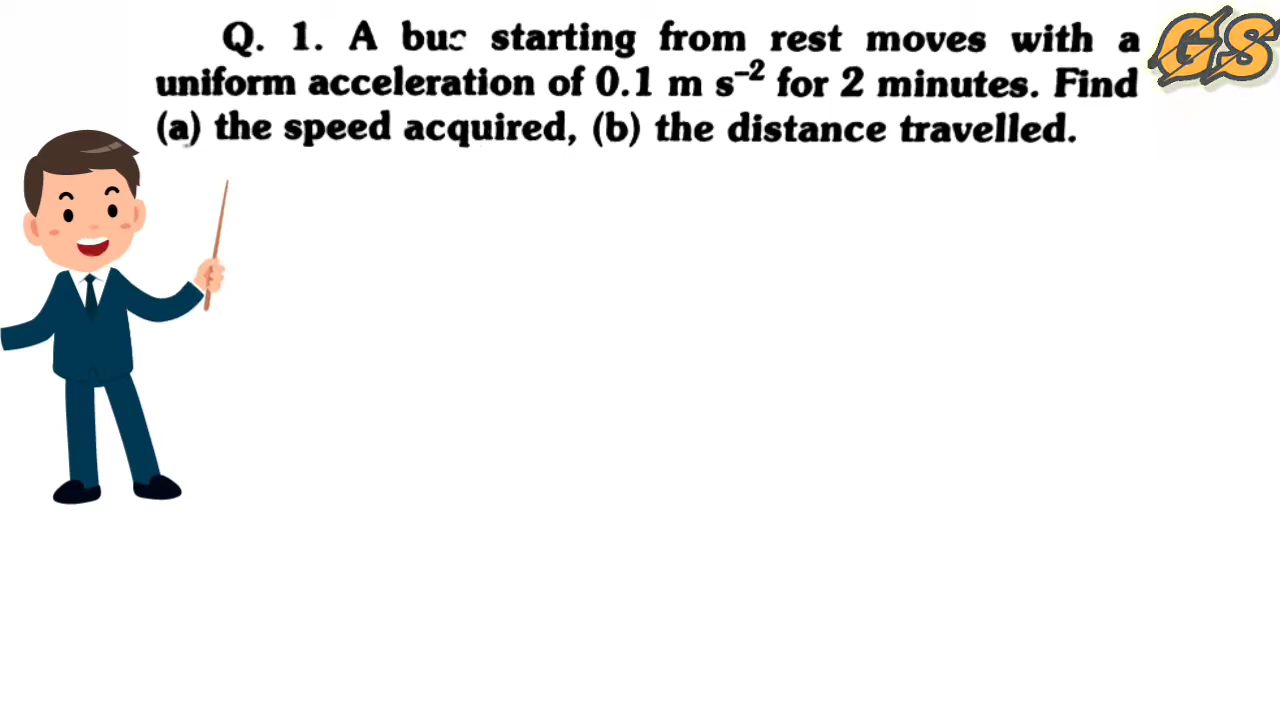 Q. 1. A bus starting from rest moves with a
uniform acceleration of 0.1 m s⁻² for 2 minutes. Find
(a) the speed acquired, (b) the distance travelled.
GS